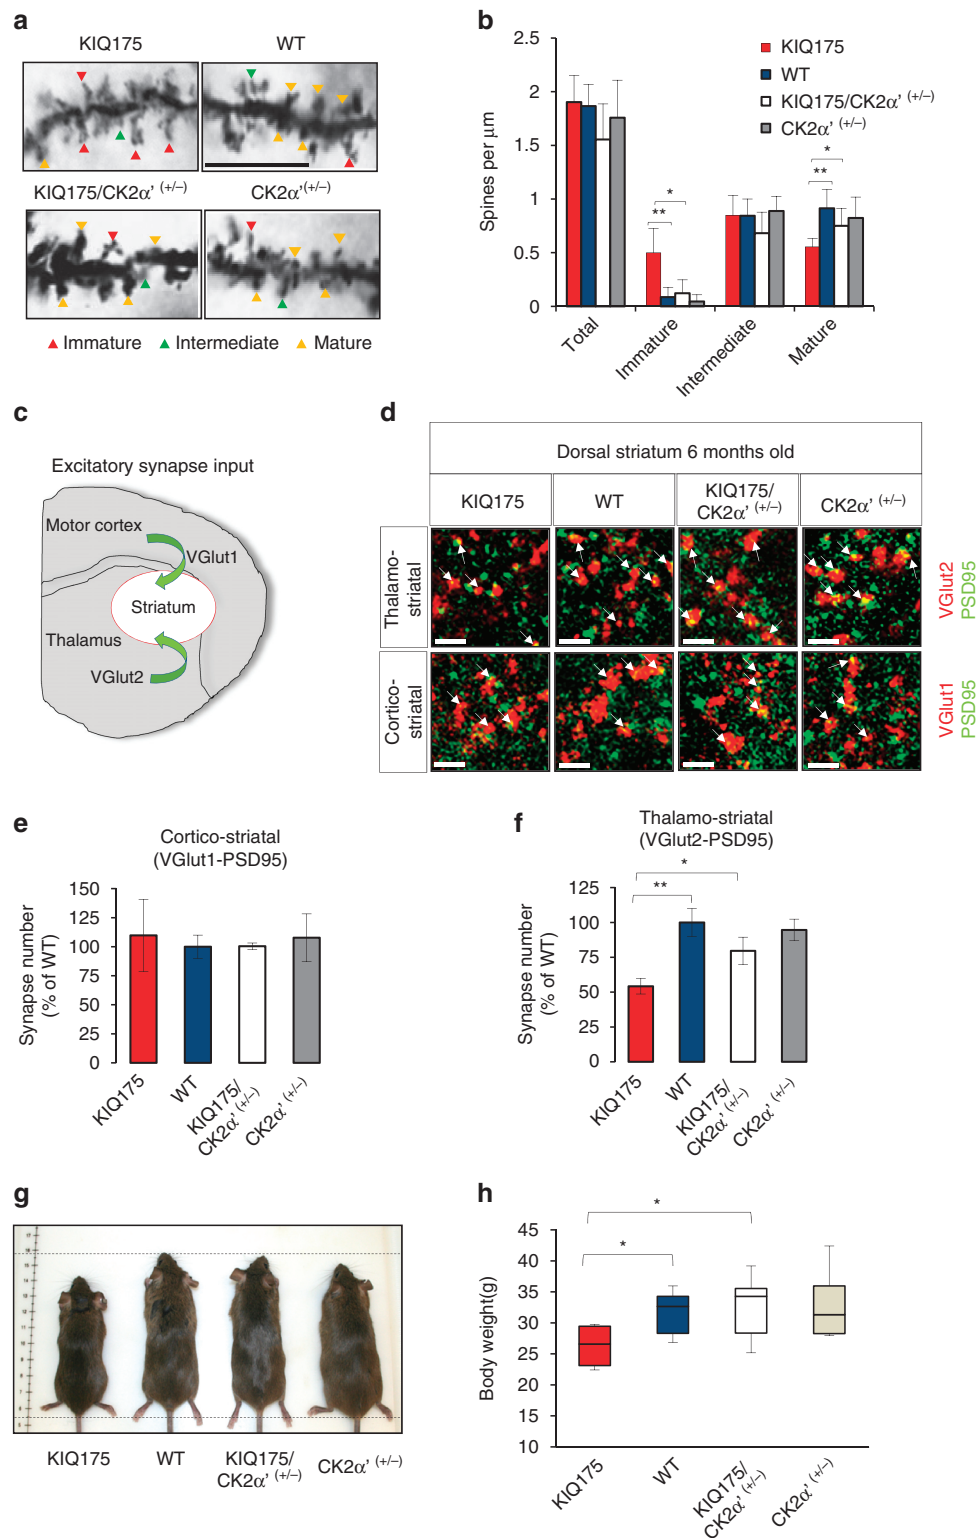 a
KIQ175
WT
KIQ175/CK2α' (+/–)
CK2α'(+/–)
▲ Immature ▲ Intermediate ▲ Mature
b
Spines per μm
2.5
2
1.5
1
0.5
0
KIQ175
WT
KIQ175/CK2α' (+/–)
CK2α' (+/–)
**
*
**
*
Total
Immature
Intermediate
Mature
c
Excitatory synapse input
Motor cortex
VGlut1
Striatum
Thalamus
VGlut2
d
Dorsal striatum 6 months old
KIQ175
WT
KIQ175/
CK2α' (+/–)
CK2α' (+/–)
Thalamo-
striatal
VGlut2
PSD95
Cortico-
striatal
VGlut1
PSD95
e
Cortico-striatal
(VGlut1-PSD95)
Synapse number
(% of WT)
150
125
100
75
50
25
0
KIQ175
WT
KIQ175/
CK2α' (+/–)
CK2α' (+/–)
f
Thalamo-striatal
(VGlut2-PSD95)
*
**
Synapse number
(% of WT)
125
100
75
50
25
0
KIQ175
WT
KIQ175/
CK2α' (+/–)
CK2α' (+/–)
g
KIQ175
WT
KIQ175/
CK2α' (+/–)
CK2α' (+/–)
h
*
*
Body weight(g)
45
40
35
30
25
20
15
10
KIQ175
WT
KIQ175/
CK2α' (+/–)
CK2α' (+/–)